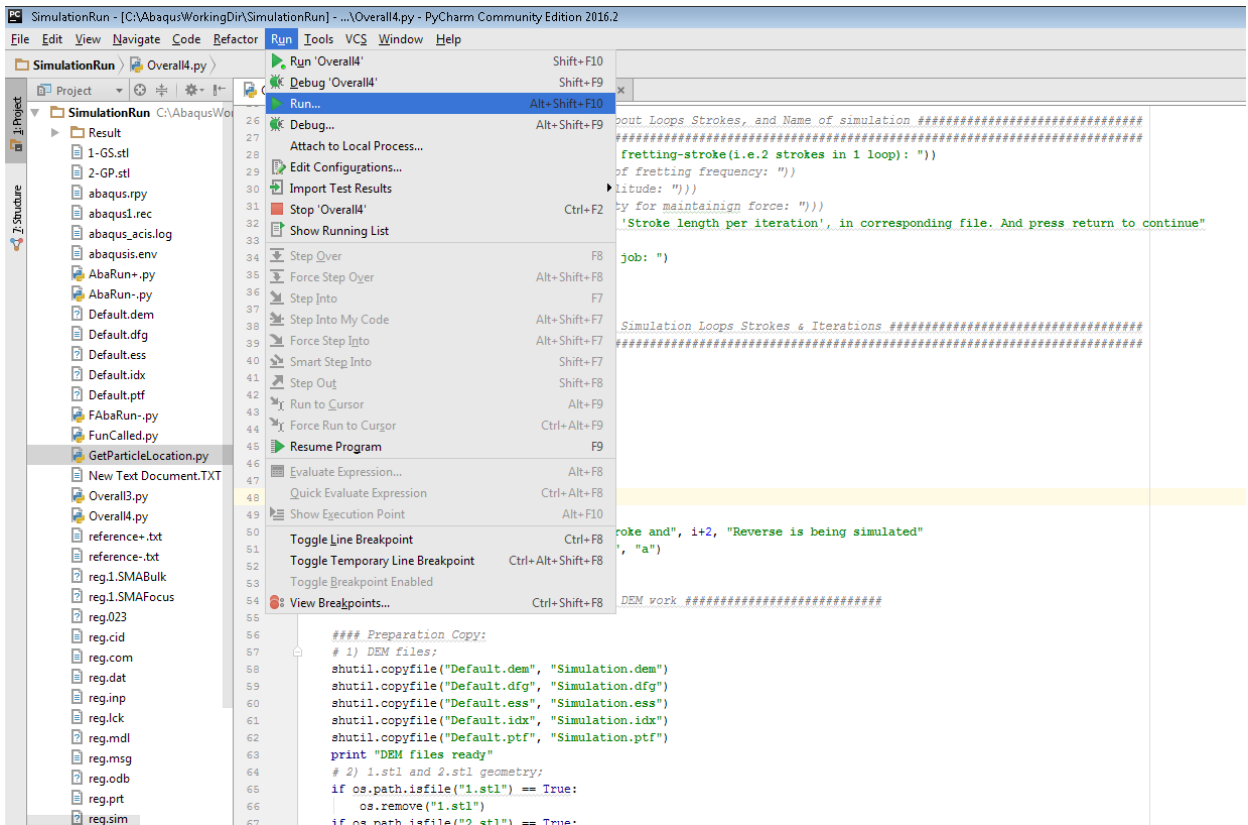 SimulationRun - [C:\AbaqusWorkingDir\SimulationRun] - ...\Overall4.py - PyCharm Community Edition 2016.2
File Edit View Navigate Code Refactor Run Tools VCS Window Help
SimulationRun Overall4.py
Project
1: Project
7: Structure
SimulationRun C:\AbaqusWo
Result
1-GS.stl
2-GP.stl
abaqus.rpy
abaqus1.rec
abaqus_acis.log
abaqusis.env
AbaRun+.py
AbaRun-.py
Default.dem
Default.dfg
Default.ess
Default.idx
Default.ptf
FAbaRun-.py
FunCalled.py
GetParticleLocation.py
New Text Document.TXT
Overall3.py
Overall4.py
reference+.txt
reference-.txt
reg.1.SMABulk
reg.1.SMAFocus
reg.023
reg.cid
reg.com
reg.dat
reg.inp
reg.lck
reg.mdl
reg.msg
reg.odb
reg.prt
reg.sim
Run 'Overall4' Shift+F10
Debug 'Overall4' Shift+F9
Run... Alt+Shift+F10
Debug... Alt+Shift+F9
Attach to Local Process...
Edit Configurations...
Import Test Results
Stop 'Overall4' Ctrl+F2
Show Running List
Step Over F8
Force Step Over Alt+Shift+F8
Step Into F7
Step Into My Code Alt+Shift+F7
Force Step Into Alt+Shift+F7
Smart Step Into Shift+F7
Step Out Shift+F8
Run to Cursor Alt+F9
Force Run to Cursor Ctrl+Alt+F9
Resume Program F9
Evaluate Expression... Alt+F8
Quick Evaluate Expression Ctrl+Alt+F8
Show Execution Point Alt+F10
Toggle Line Breakpoint Ctrl+F8
Toggle Temporary Line Breakpoint Ctrl+Alt+Shift+F8
Toggle Breakpoint Enabled
View Breakpoints... Ctrl+Shift+F8
26 bout Loops Strokes, and Name of simulation ################################
27 ###########################################################################
28 fretting-stroke(i.e.2 strokes in 1 loop): "))
29 of fretting frequency: "))
30 litude: ")))
31 ty for maintainign force: ")))
32 'Stroke length per iteration', in corresponding file. And press return to continue"
33
34 job: ")
35
36
37
38 Simulation Loops Strokes & Iterations ####################################
39 ###########################################################################
40
41
42
43
44
45
46
47
48
49
50 roke and", i+2, "Reverse is being simulated"
51 ", "a")
52
53
54 DEM work ############################
55
56 #### Preparation Copy:
57 # 1) DEM files;
58 shutil.copyfile("Default.dem", "Simulation.dem")
59 shutil.copyfile("Default.dfg", "Simulation.dfg")
60 shutil.copyfile("Default.ess", "Simulation.ess")
61 shutil.copyfile("Default.idx", "Simulation.idx")
62 shutil.copyfile("Default.ptf", "Simulation.ptf")
63 print "DEM files ready"
64 # 2) 1.stl and 2.stl geometry;
65 if os.path.isfile("1.stl") == True:
66 os.remove("1.stl")
67 if os.path.isfile("2.stl") == True: